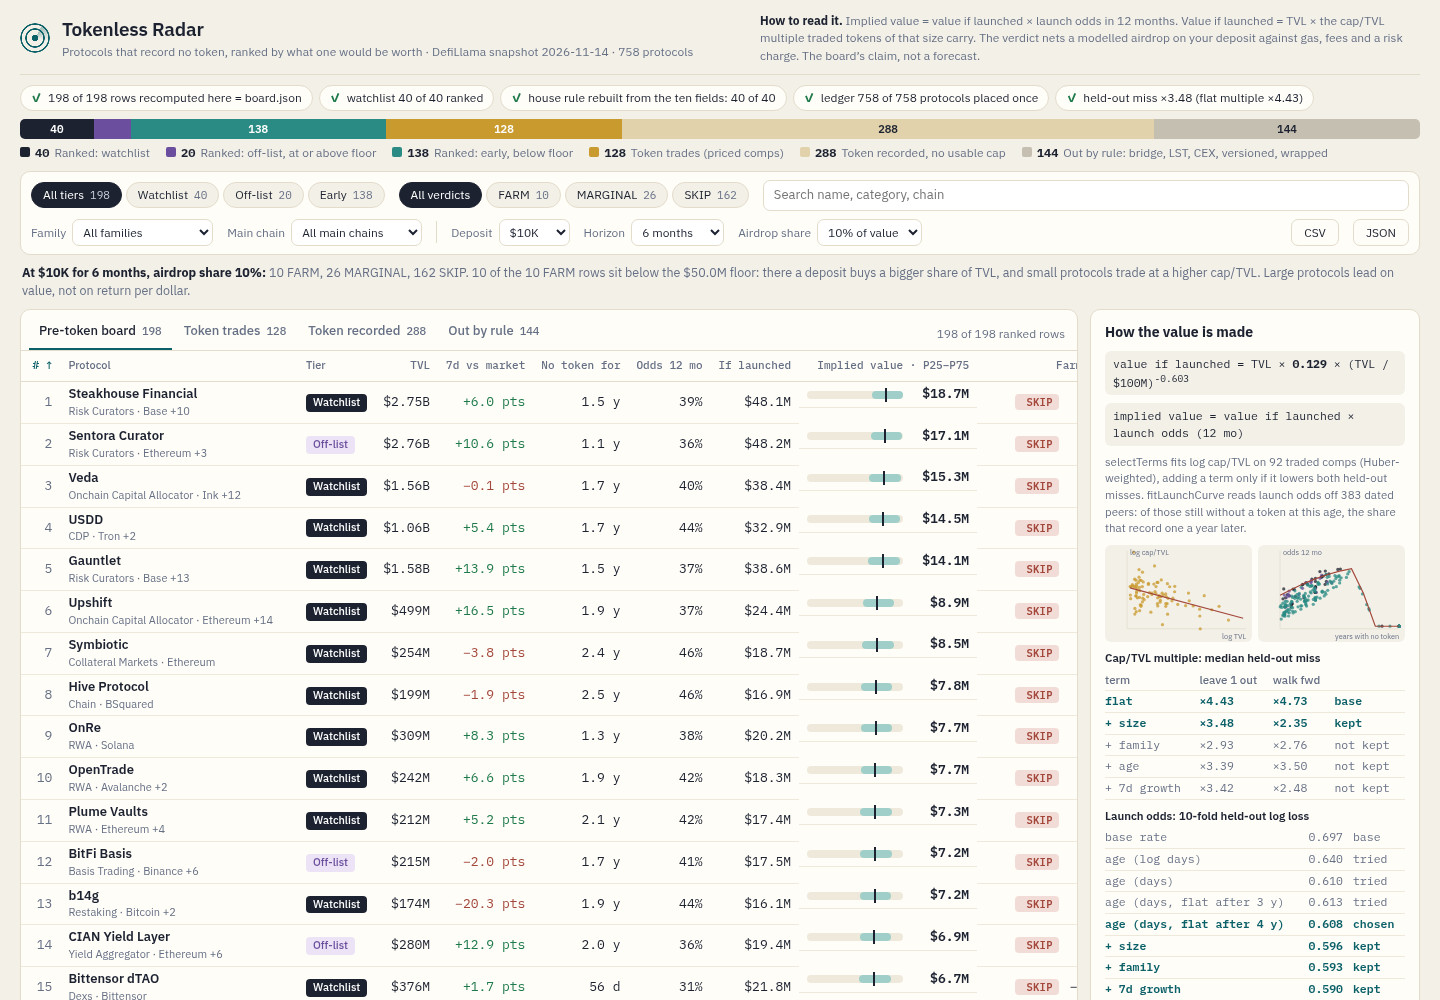 Tokenless Radar
Protocols that record no token, ranked by what one would be worth · DefiLlama snapshot 2026-11-14 · 758 protocols
How to read it. Implied value = value if launched × launch odds in 12 months. Value if launched = TVL × the cap/TVL
multiple traded tokens of that size carry. The verdict nets a modelled airdrop on your deposit against gas, fees and a risk
charge. The board's claim, not a forecast.
✓ 198 of 198 rows recomputed here = board.json
✓ watchlist 40 of 40 ranked
✓ house rule rebuilt from the ten fields: 40 of 40
✓ ledger 758 of 758 protocols placed once
✓ held-out miss ×3.48 (flat multiple ×4.43)
40 138 128 288 144
40 Ranked: watchlist 20 Ranked: off-list, at or above floor 138 Ranked: early, below floor 128 Token trades (priced comps) 288 Token recorded, no usable cap 144 Out by rule: bridge, LST, CEX, versioned, wrapped
All tiers 198 Watchlist 40 Off-list 20 Early 138 All verdicts FARM 10 MARGINAL 26 SKIP 162 Search name, category, chain
Family All families Main chain All main chains Deposit $10K Horizon 6 months Airdrop share 10% of value CSV JSON
At $10K for 6 months, airdrop share 10%: 10 FARM, 26 MARGINAL, 162 SKIP. 10 of the 10 FARM rows sit below the $50.0M floor: there a deposit buys a bigger share of TVL, and small protocols trade at a higher cap/TVL. Large protocols lead on
value, not on return per dollar.
Pre-token board 198 Token trades 128 Token recorded 288 Out by rule 144 198 of 198 ranked rows
# ↑ Protocol Tier TVL 7d vs market No token for Odds 12 mo If launched Implied value · P25–P75 Farm
1 Steakhouse Financial Watchlist $2.75B +6.0 pts 1.5 y 39% $48.1M $18.7M SKIP
Risk Curators · Base +10
2 Sentora Curator Off-list $2.76B +10.6 pts 1.1 y 36% $48.2M $17.1M SKIP
Risk Curators · Ethereum +3
3 Veda Watchlist $1.56B −0.1 pts 1.7 y 40% $38.4M $15.3M SKIP
Onchain Capital Allocator · Ink +12
4 USDD Watchlist $1.06B +5.4 pts 1.7 y 44% $32.9M $14.5M SKIP
CDP · Tron +2
5 Gauntlet Watchlist $1.58B +13.9 pts 1.5 y 37% $38.6M $14.1M SKIP
Risk Curators · Base +13
6 Upshift Watchlist $499M +16.5 pts 1.9 y 37% $24.4M $8.9M SKIP
Onchain Capital Allocator · Ethereum +14
7 Symbiotic Watchlist $254M −3.8 pts 2.4 y 46% $18.7M $8.5M SKIP
Collateral Markets · Ethereum
8 Hive Protocol Watchlist $199M −1.9 pts 2.5 y 46% $16.9M $7.8M SKIP
Chain · BSquared
9 OnRe Watchlist $309M +8.3 pts 1.3 y 38% $20.2M $7.7M SKIP
RWA · Solana
10 OpenTrade Watchlist $242M +6.6 pts 1.9 y 42% $18.3M $7.7M SKIP
RWA · Avalanche +2
11 Plume Vaults Watchlist $212M +5.2 pts 2.1 y 42% $17.4M $7.3M SKIP
RWA · Ethereum +4
12 BitFi Basis Off-list $215M −2.0 pts 1.7 y 41% $17.5M $7.2M SKIP
Basis Trading · Binance +6
13 b14g Watchlist $174M −20.3 pts 1.9 y 44% $16.1M $7.2M SKIP
Restaking · Bitcoin +2
14 CIAN Yield Layer Off-list $280M +12.9 pts 2.0 y 36% $19.4M $6.9M SKIP
Yield Aggregator · Ethereum +6
15 Bittensor dTAO Watchlist $376M +1.7 pts 56 d 31% $21.8M $6.7M SKIP −
Dexs · Bittensor
How the value is made
value if launched = TVL × 0.129 × (TVL /
$100M)^-0.603
implied value = value if launched ×
launch odds (12 mo)
selectTerms fits log cap/TVL on 92 traded comps (Huber-
weighted), adding a term only if it lowers both held-out
misses. fitLaunchCurve reads launch odds off 383 dated
peers: of those still without a token at this age, the share
that record one a year later.
log cap/TVL
log TVL
odds 12 mo
years with no token
Cap/TVL multiple: median held-out miss
term leave 1 out walk fwd
flat ×4.43 ×4.73 base
+ size ×3.48 ×2.35 kept
+ family ×2.93 ×2.76 not kept
+ age ×3.39 ×3.50 not kept
+ 7d growth ×3.42 ×2.48 not kept
Launch odds: 10-fold held-out log loss
base rate 0.697 base
age (log days) 0.640 tried
age (days) 0.610 tried
age (days, flat after 3 y) 0.613 tried
age (days, flat after 4 y) 0.608 chosen
+ size 0.596 kept
+ family 0.593 kept
+ 7d growth 0.590 kept